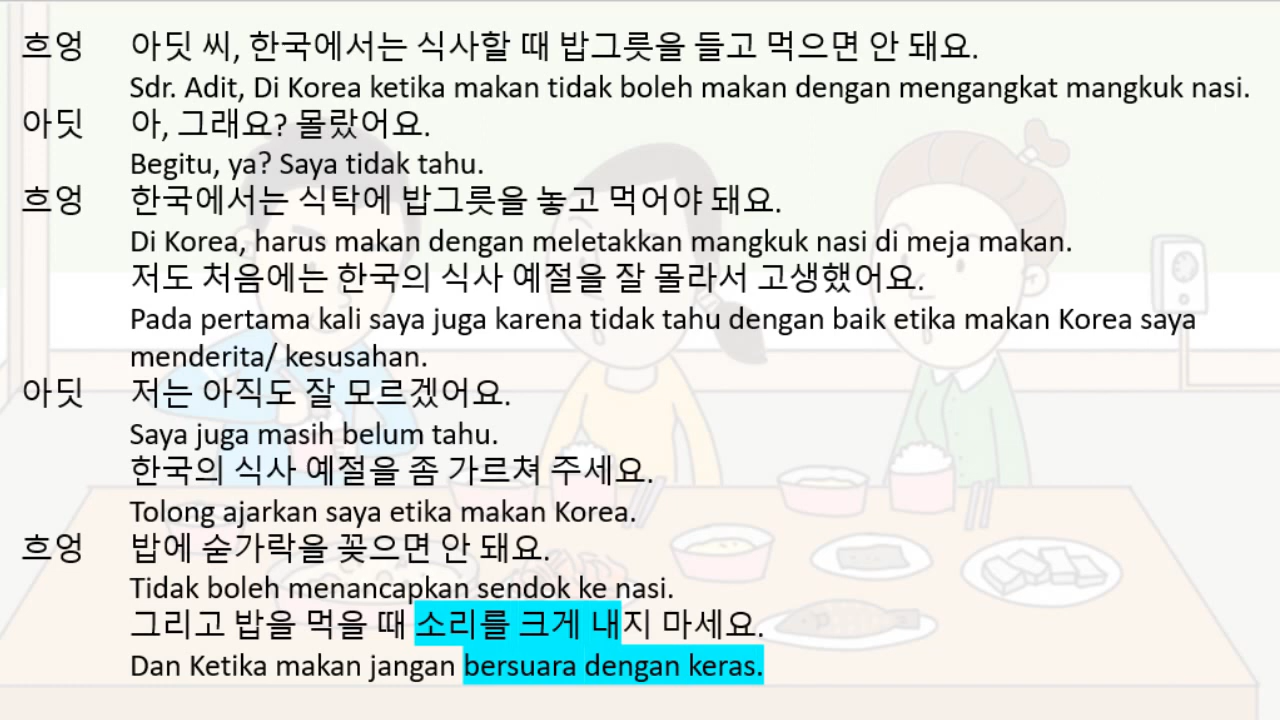 흐엉 아딧 씨, 한국에서는 식사할 때 밥그릇을 들고 먹으면 안 돼요.
Sdr. Adit, Di Korea ketika makan tidak boleh makan dengan mengangkat mangkuk nasi.
아딧 아, 그래요? 몰랐어요.
Begitu, ya? Saya tidak tahu.
흐엉 한국에서는 식탁에 밥그릇을 놓고 먹어야 돼요.
Di Korea, harus makan dengan meletakkan mangkuk nasi di meja makan.
저도 처음에는 한국의 식사 예절을 잘 몰라서 고생했어요.
Pada pertama kali saya juga karena tidak tahu dengan baik etika makan Korea saya
menderita/ kesusahan.
아딧 저는 아직도 잘 모르겠어요.
Saya juga masih belum tahu.
한국의 식사 예절을 좀 가르쳐 주세요.
Tolong ajarkan saya etika makan Korea.
흐엉 밥에 숟가락을 꽂으면 안 돼요.
Tidak boleh menancapkan sendok ke nasi.
그리고 밥을 먹을 때 소리를 크게 내지 마세요.
Dan Ketika makan jangan bersuara dengan keras.